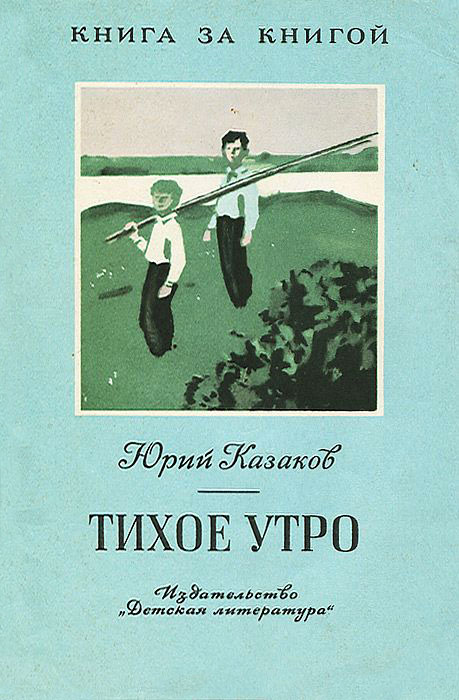 КНИГА ЗА КНИГОЙ
Юрий Казаков
ТИХОЕ УТРО
Издательство
„Детская литература“